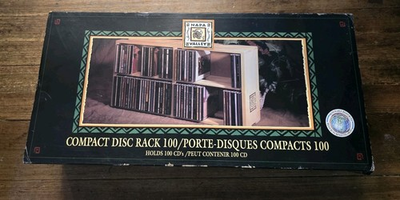 NAPA
VALLEY
COMPACT DISC RACK 100/PORTE-DISQUES COMPACTS 100
HOLDS 100 CD's/PEUT CONTENIR 100 CD